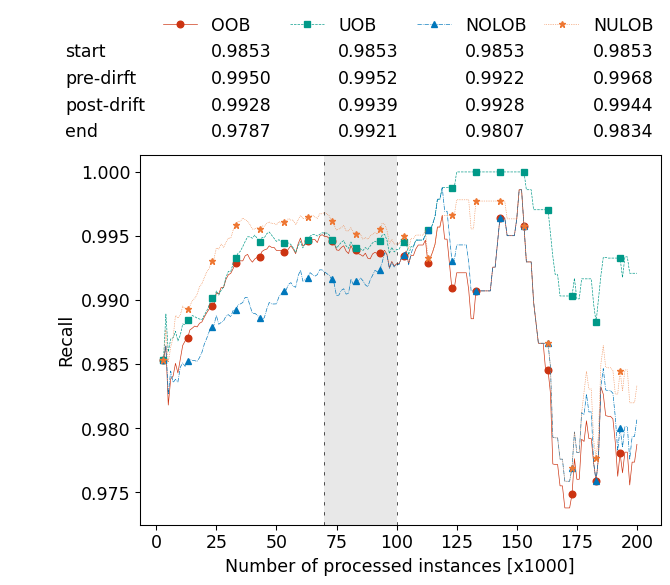 OOB UOB NOLOB NULOB
start 0.9853 0.9853 0.9853 0.9853
pre-dirft 0.9950 0.9952 0.9922 0.9968
post-drift 0.9928 0.9939 0.9928 0.9944
end 0.9787 0.9921 0.9807 0.9834
1.000
0.995
0.990
0.985
0.980
0.975
Recall
0 25 50 75 100 125 150 175 200
Number of processed instances [x1000]